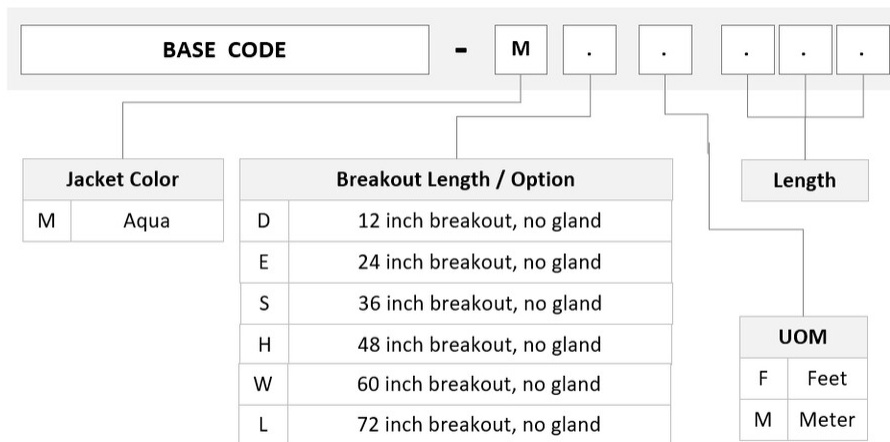 BASE CODE - M . . . . .
Jacket Color
M Aqua
Breakout Length / Option
D 12 inch breakout, no gland
E 24 inch breakout, no gland
S 36 inch breakout, no gland
H 48 inch breakout, no gland
W 60 inch breakout, no gland
L 72 inch breakout, no gland
Length
UOM
F Feet
M Meter